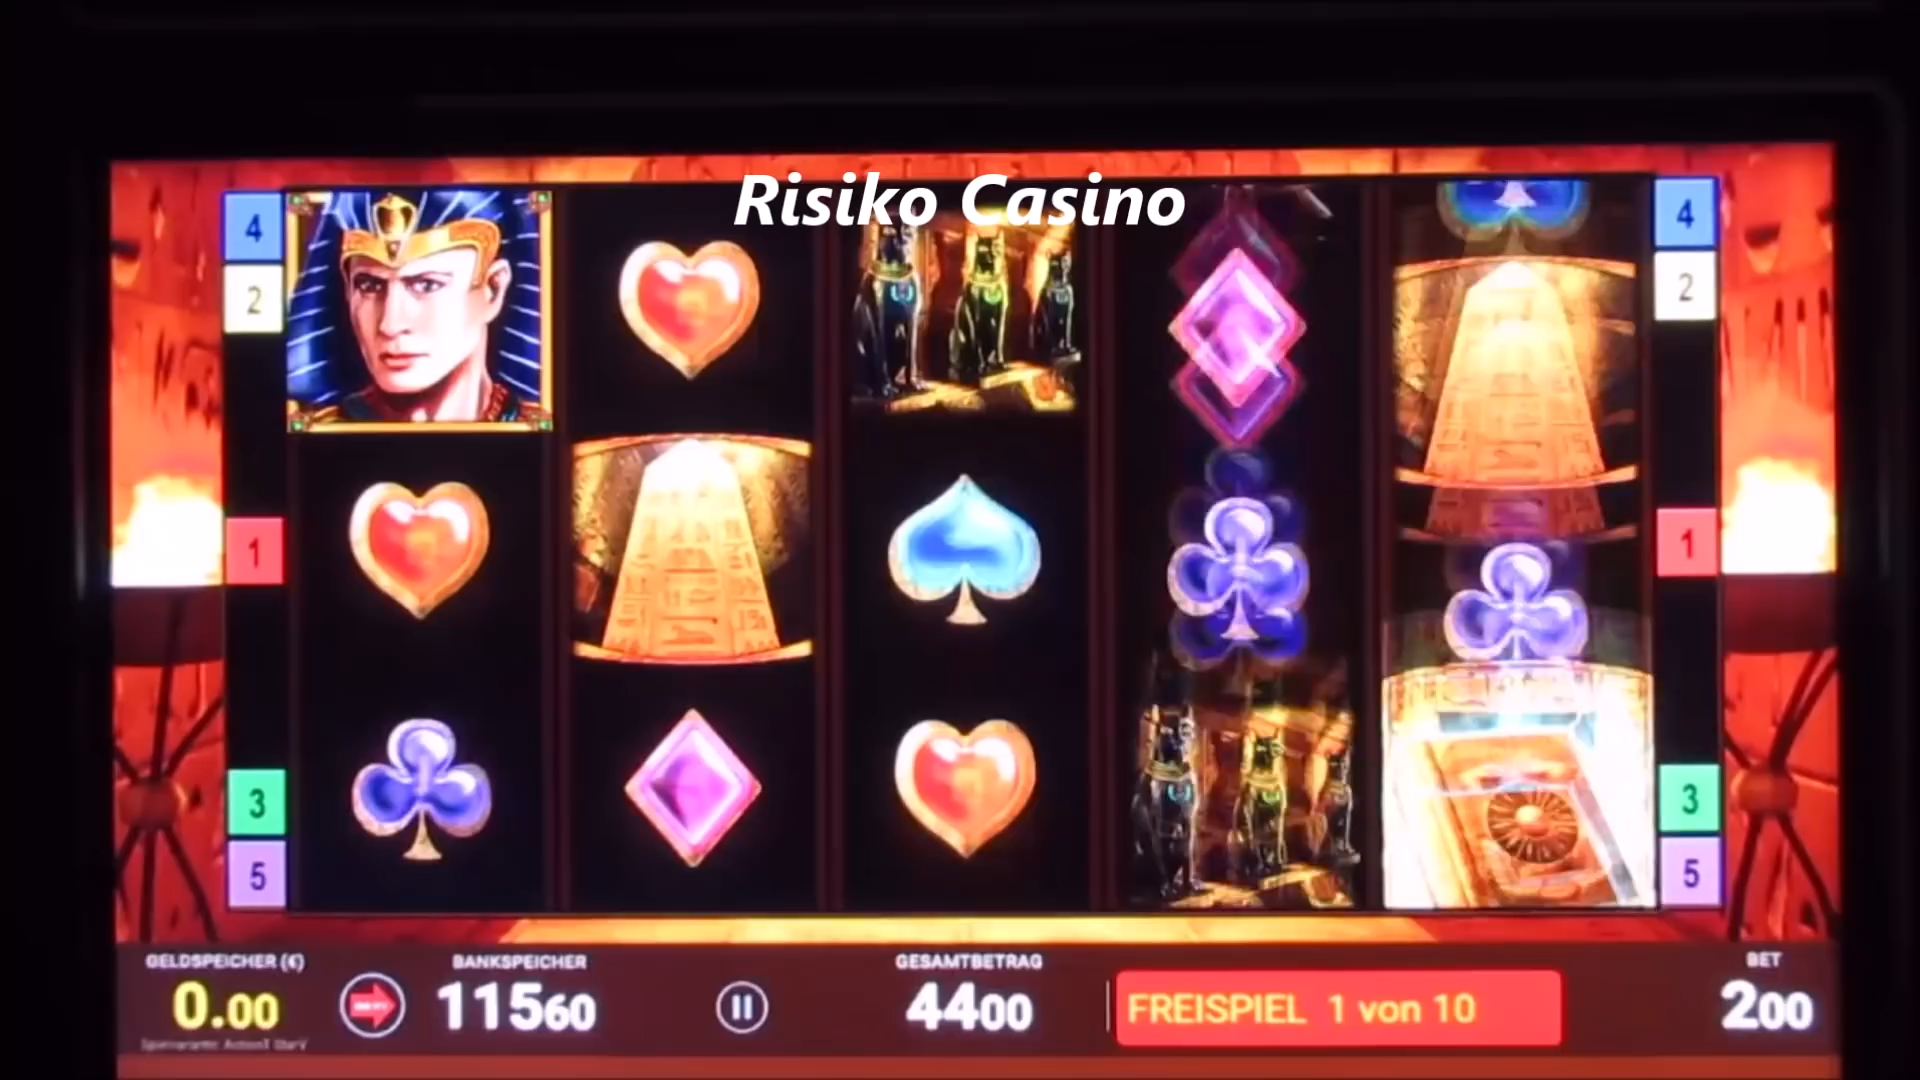 Risiko Casino
4 4
2 2
1 1
3 3
5 5
GELDSPEICHER (€) BANKSPEICHER GESAMTBETRAG BET
0.00 11560 4400 FREISPIEL 1 von 10 200